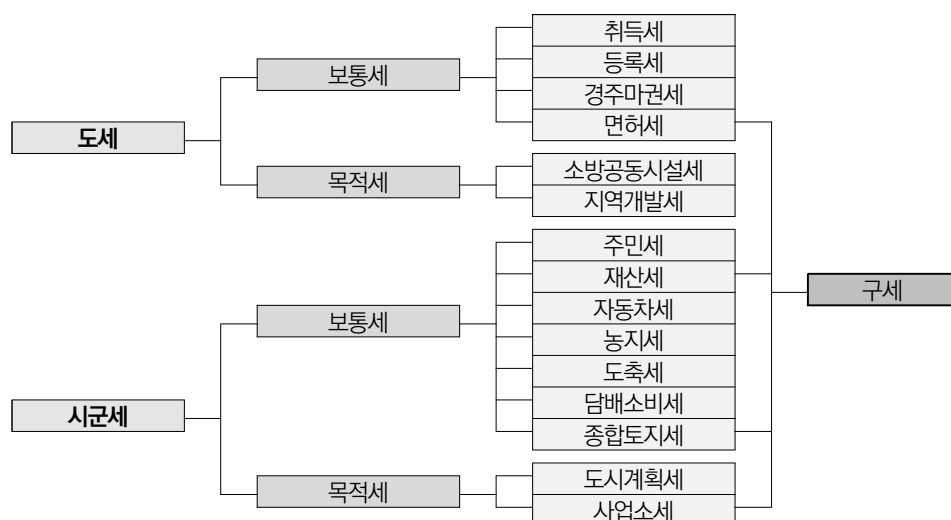 도세
보통세
취득세
등록세
경주마권세
면허세
목적세
소방공동시설세
지역개발세
시군세
보통세
주민세
재산세
자동차세
농지세
도축세
담배소비세
종합토지세
목적세
도시계획세
사업소세
구세